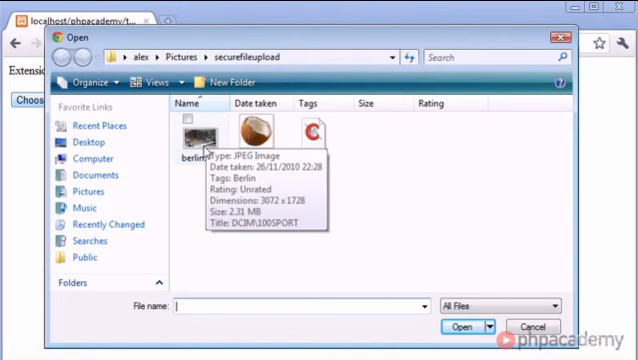 localhost/phpacademy/t
Open
alex
Pictures
securefileupload
Search
Organize
Views
New Folder
Favorite Links
Name
Date taken
Tags
Size
Rating
Extensio
Choos
Recent Places
Desktop
Computer
Documents
Pictures
Music
Recently Changed
Searches
Public
Folders
berlin
Type: JPEG Image
Date taken: 26/11/2010 22:28
Tags: Berlin
Rating: Unrated
Dimensions: 3072 x 1728
Size: 2.31 MB
Title: DCIM\100SPORT
File name:
All Files
Open
Cancel
phpacademy